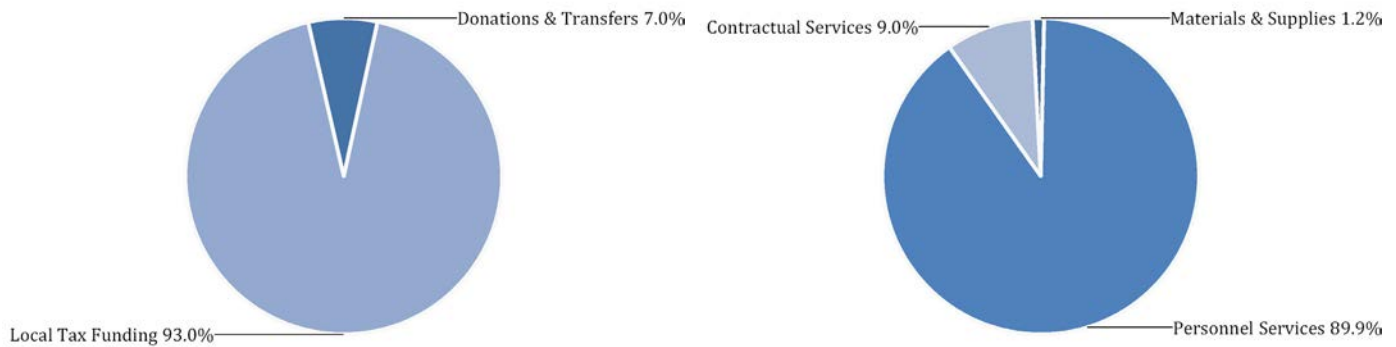 Donations & Transfers 7.0%
Local Tax Funding 93.0%
Contractual Services 9.0%
Materials & Supplies 1.2%
Personnel Services 89.9%